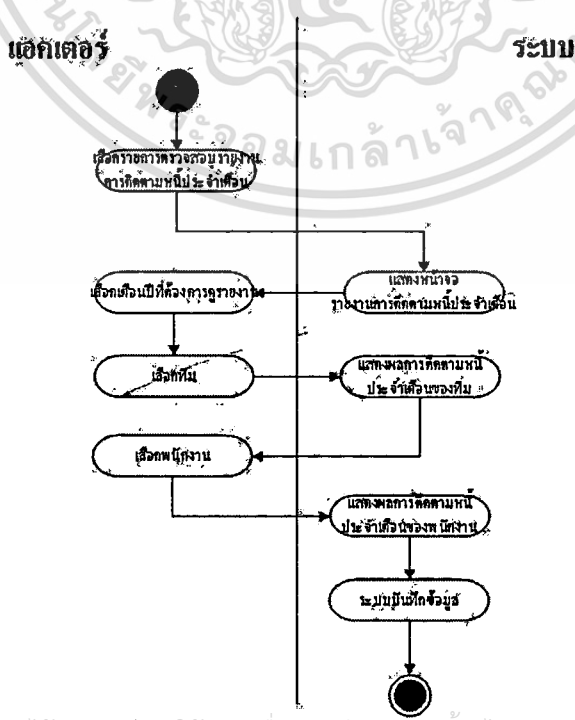 แอคเตอร์
ระบบ
เลือกรายการตรวจสอบรายงาน
การติดตามหนี้ประจำเดือน
แสดงหน้าจอ
รายงานการติดตามหนี้ประจำเดือน
เลือกเดือนปีที่ต้องการดูรายงาน
เลือกทีม
แสดงผลการติดตามหนี้
ประจำเดือนของทีม
เลือกพนักงาน
แสดงผลการติดตามหนี้
ประจำเดือนของพนักงาน
ระบบบันทึกข้อมูล